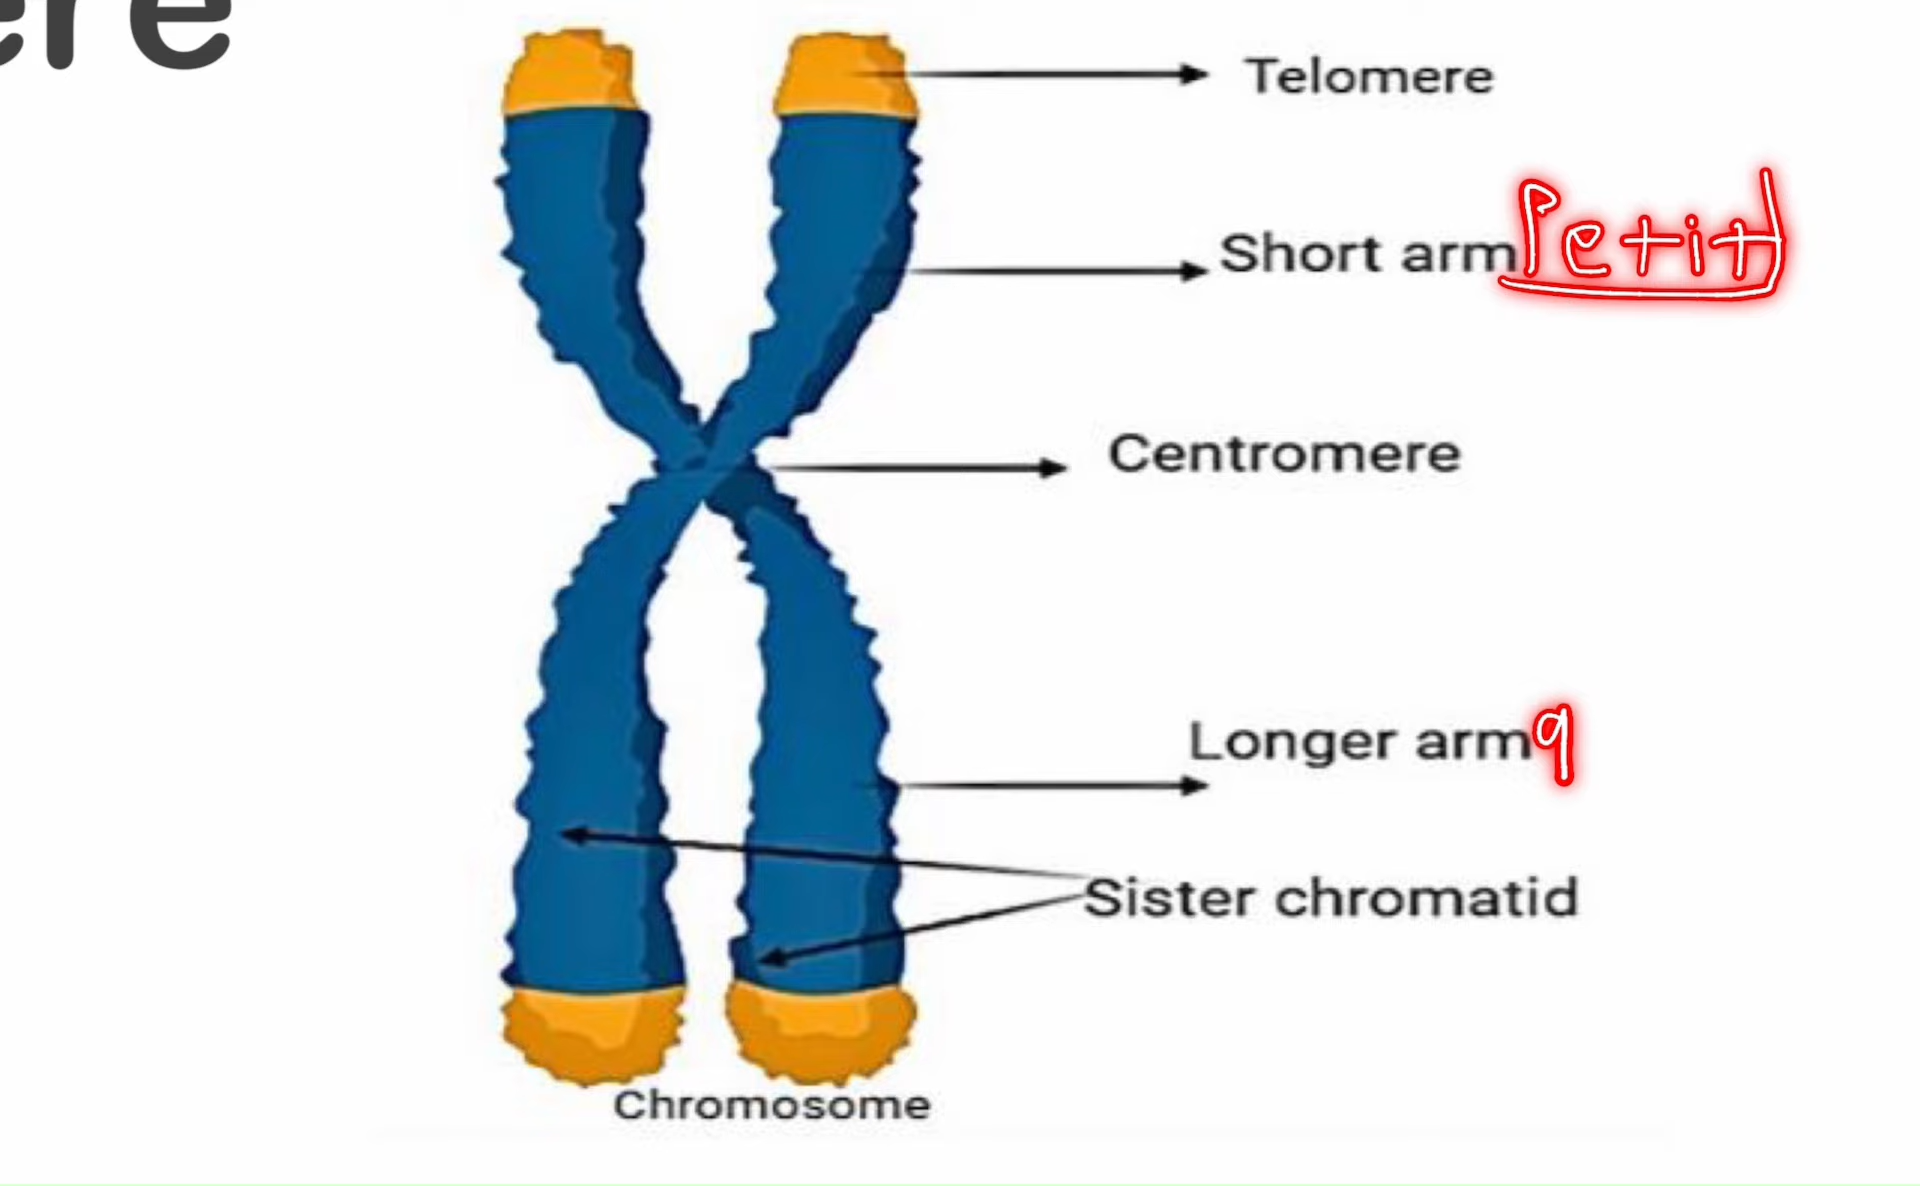 ere
Telomere
Short arm Petit
Centromere
Longer arm q
Sister chromatid
Chromosome